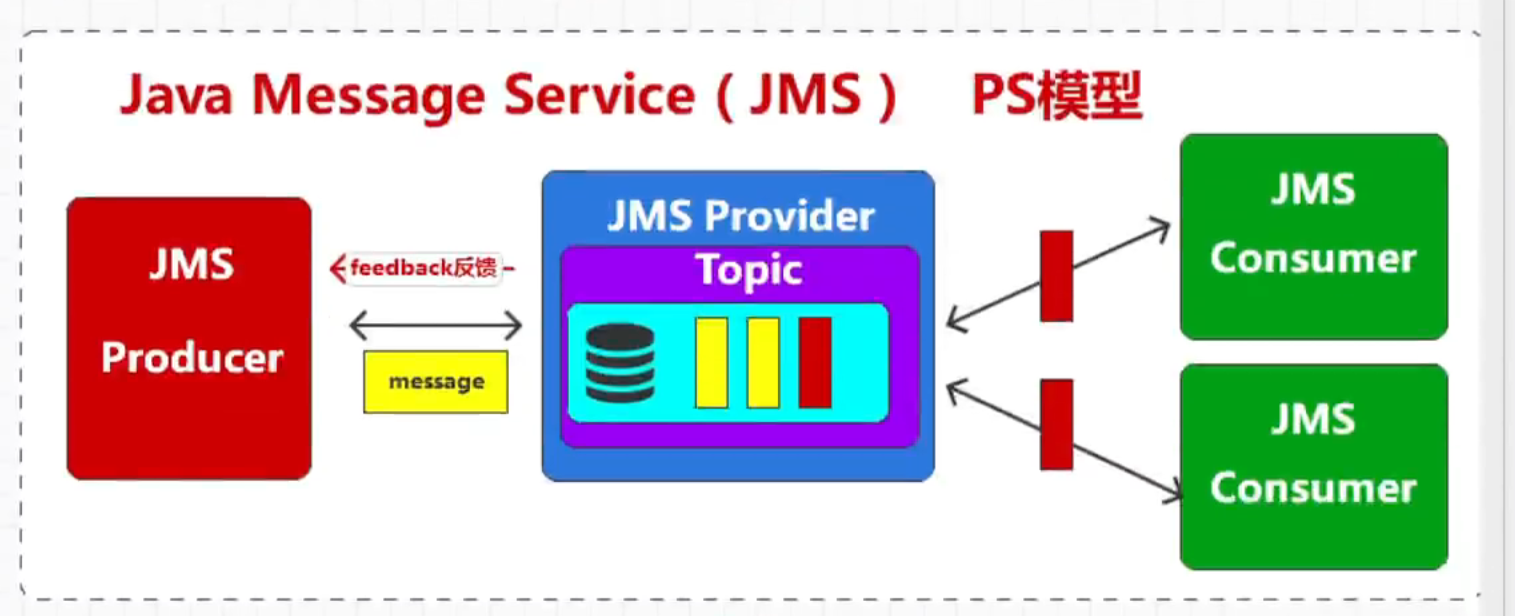 Java Message Service ( JMS ) PS模型
JMS
Producer
feedback反馈
message
JMS Provider
Topic
JMS
Consumer
JMS
Consumer